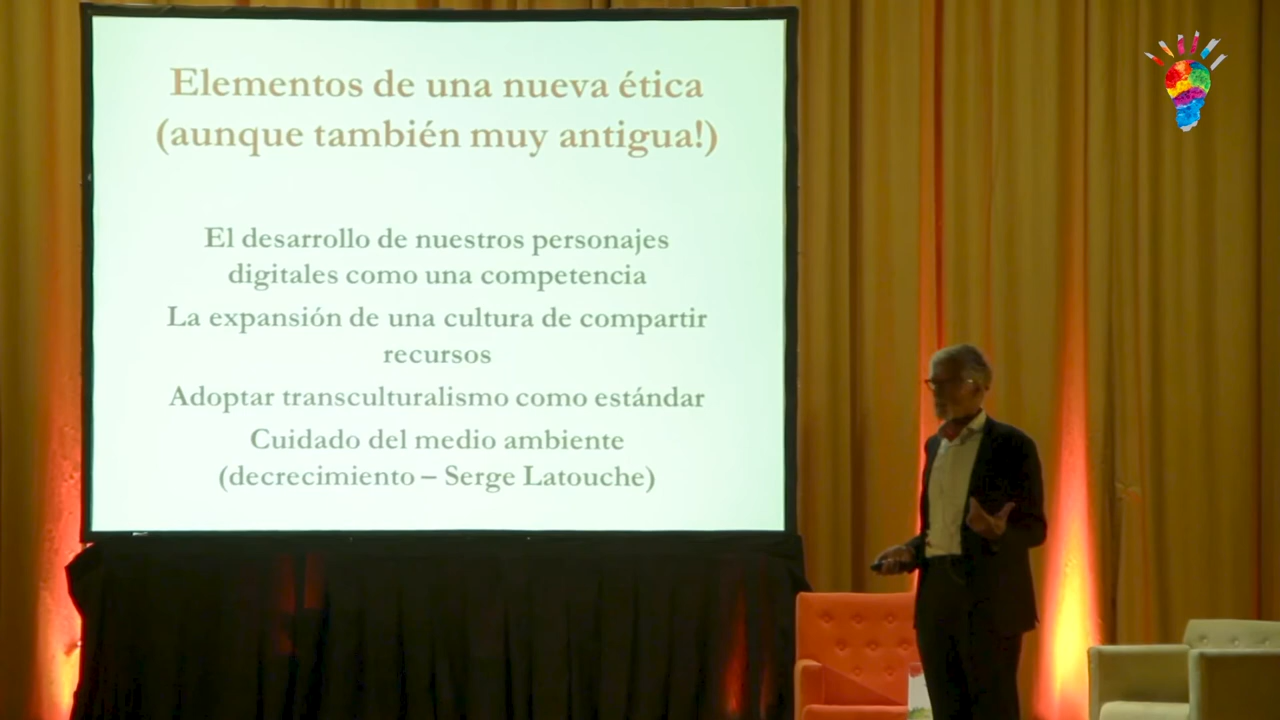 Elementos de una nueva ética
(aunque también muy antigua!)
El desarrollo de nuestros personajes
digitales como una competencia
La expansión de una cultura de compartir
recursos
Adoptar transculturalismo como estándar
Cuidado del medio ambiente
(decrecimiento – Serge Latouche)